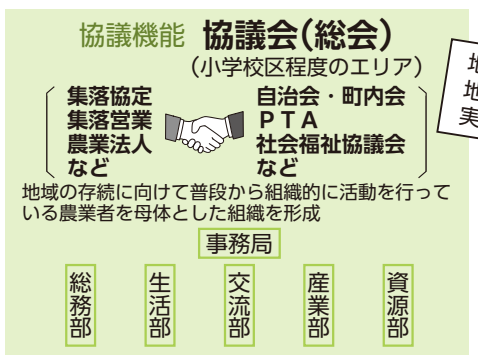 協議機能 協議会(総会)
(小学校区程度のエリア)
集落協定
集落営業
農業法人
など
自治会・町内会
PTA
社会福祉協議会
など
地域の存続に向けて普段から組織的に活動を行って
いる農業者を母体とした組織を形成
事務局
総務部
生活部
交流部
産業部
資源部
地
地
実